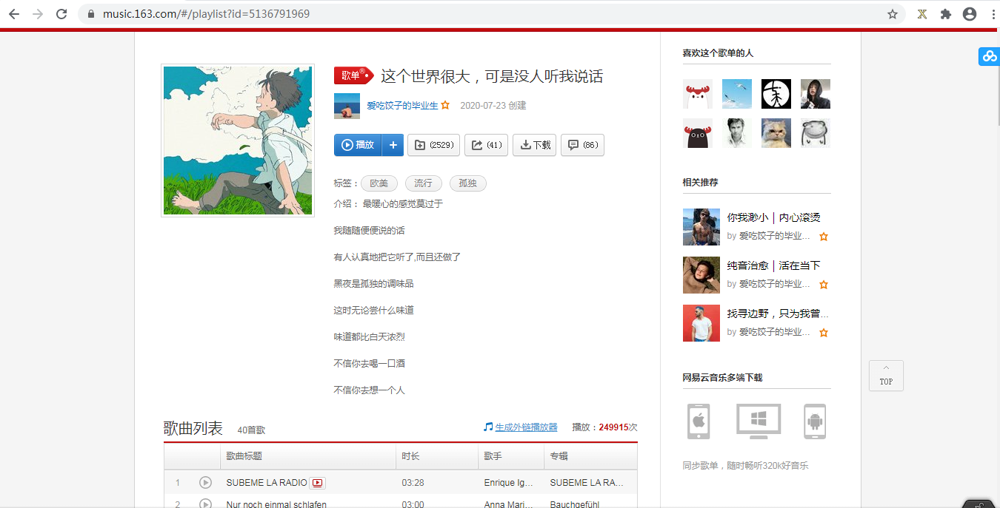 music.163.com/#/playlist?id=5136791969
歌单
这个世界很大，可是没人听我说话
爱吃饺子的毕业生 2020-07-23 创建
播放 + (2529) (41) 下载 (86)
标签： 欧美 流行 孤独
介绍： 最暖心的感觉莫过于
我随随便便说的话
有人认真地把它听了,而且还做了
黑夜是孤独的调味品
这时无论尝什么味道
味道都比白天浓烈
不信你去喝一口酒
不信你去想一个人
歌曲列表 40首歌 生成外链播放器 播放：249915次
歌曲标题 时长 歌手 专辑
1 SUBEME LA RADIO 03:28 Enrique Ig... SUBEME LA RA...
2 Nur noch einmal schlafen 03:00 Anna Mari... Bauchgefühl
喜欢这个歌单的人
相关推荐
你我渺小｜内心滚烫
by 爱吃饺子的毕业...
纯音治愈｜活在当下
by 爱吃饺子的毕业...
找寻边野，只为我曾...
by 爱吃饺子的毕业...
网易云音乐多端下载
同步歌单，随时畅听320k好音乐
TOP